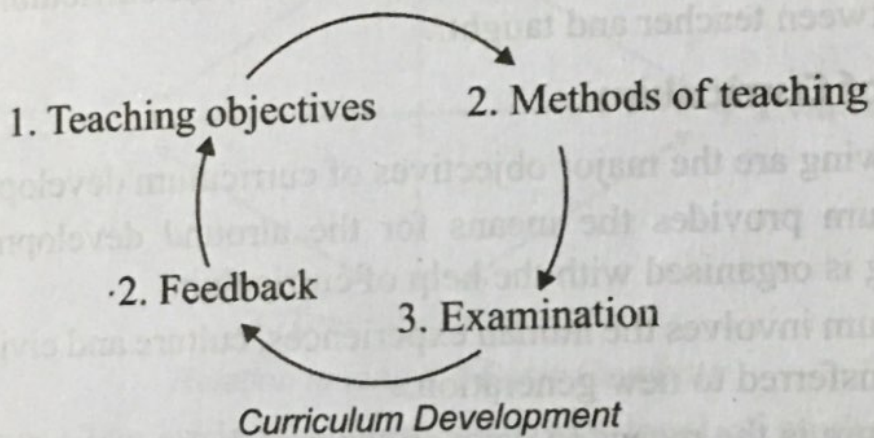 1. Teaching objectives
2. Methods of teaching
3. Examination
·2. Feedback
Curriculum Development